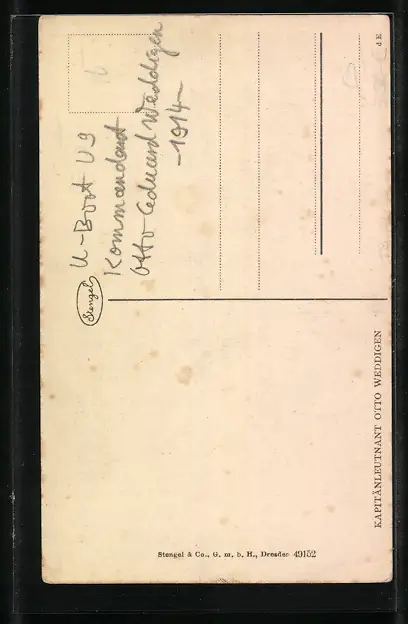 U-Boot U9
Kommandant
Otto Eduard Weddigen
-1914-
Stengel
d E
KAPITÄNLEUTNANT OTTO WEDDIGEN
Stengel & Co., G. m. b. H., Dresden 49152